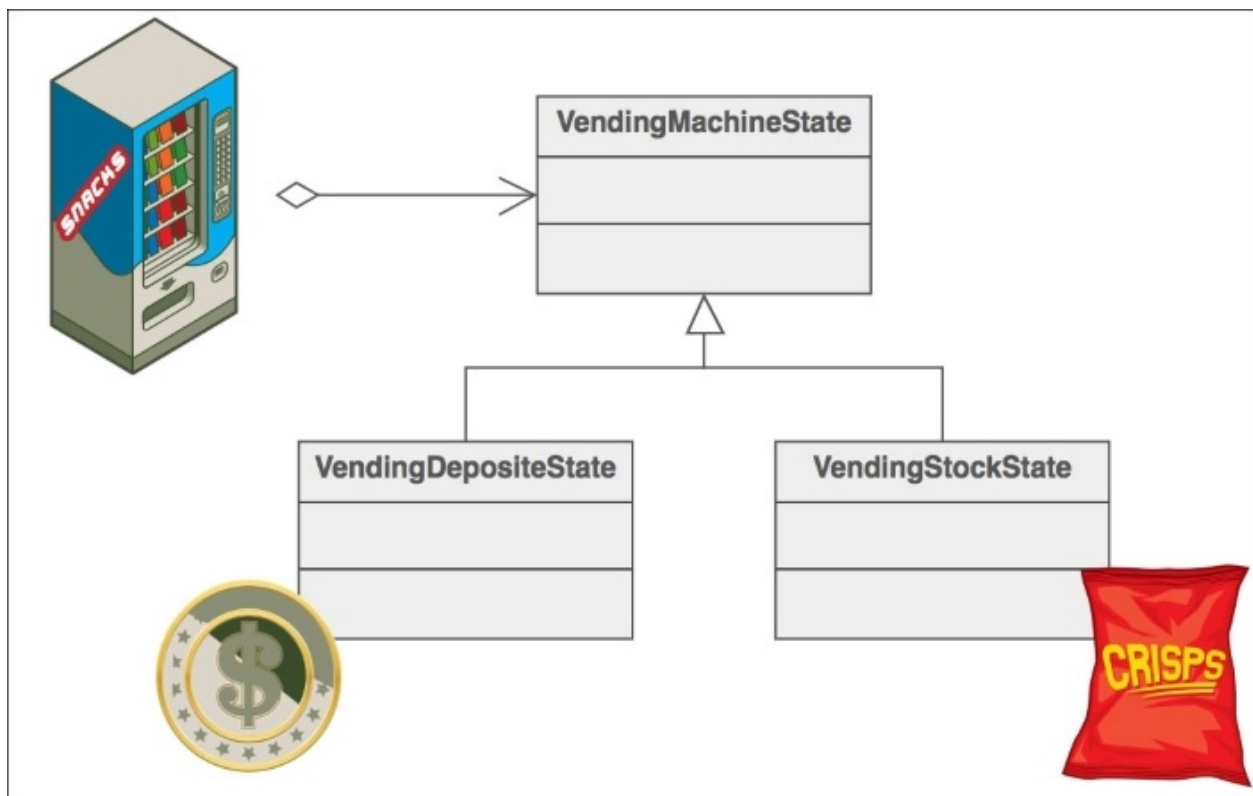 SNACKS
VendingMachineState
VendingDepositeState
VendingStockState
$
CRISPS